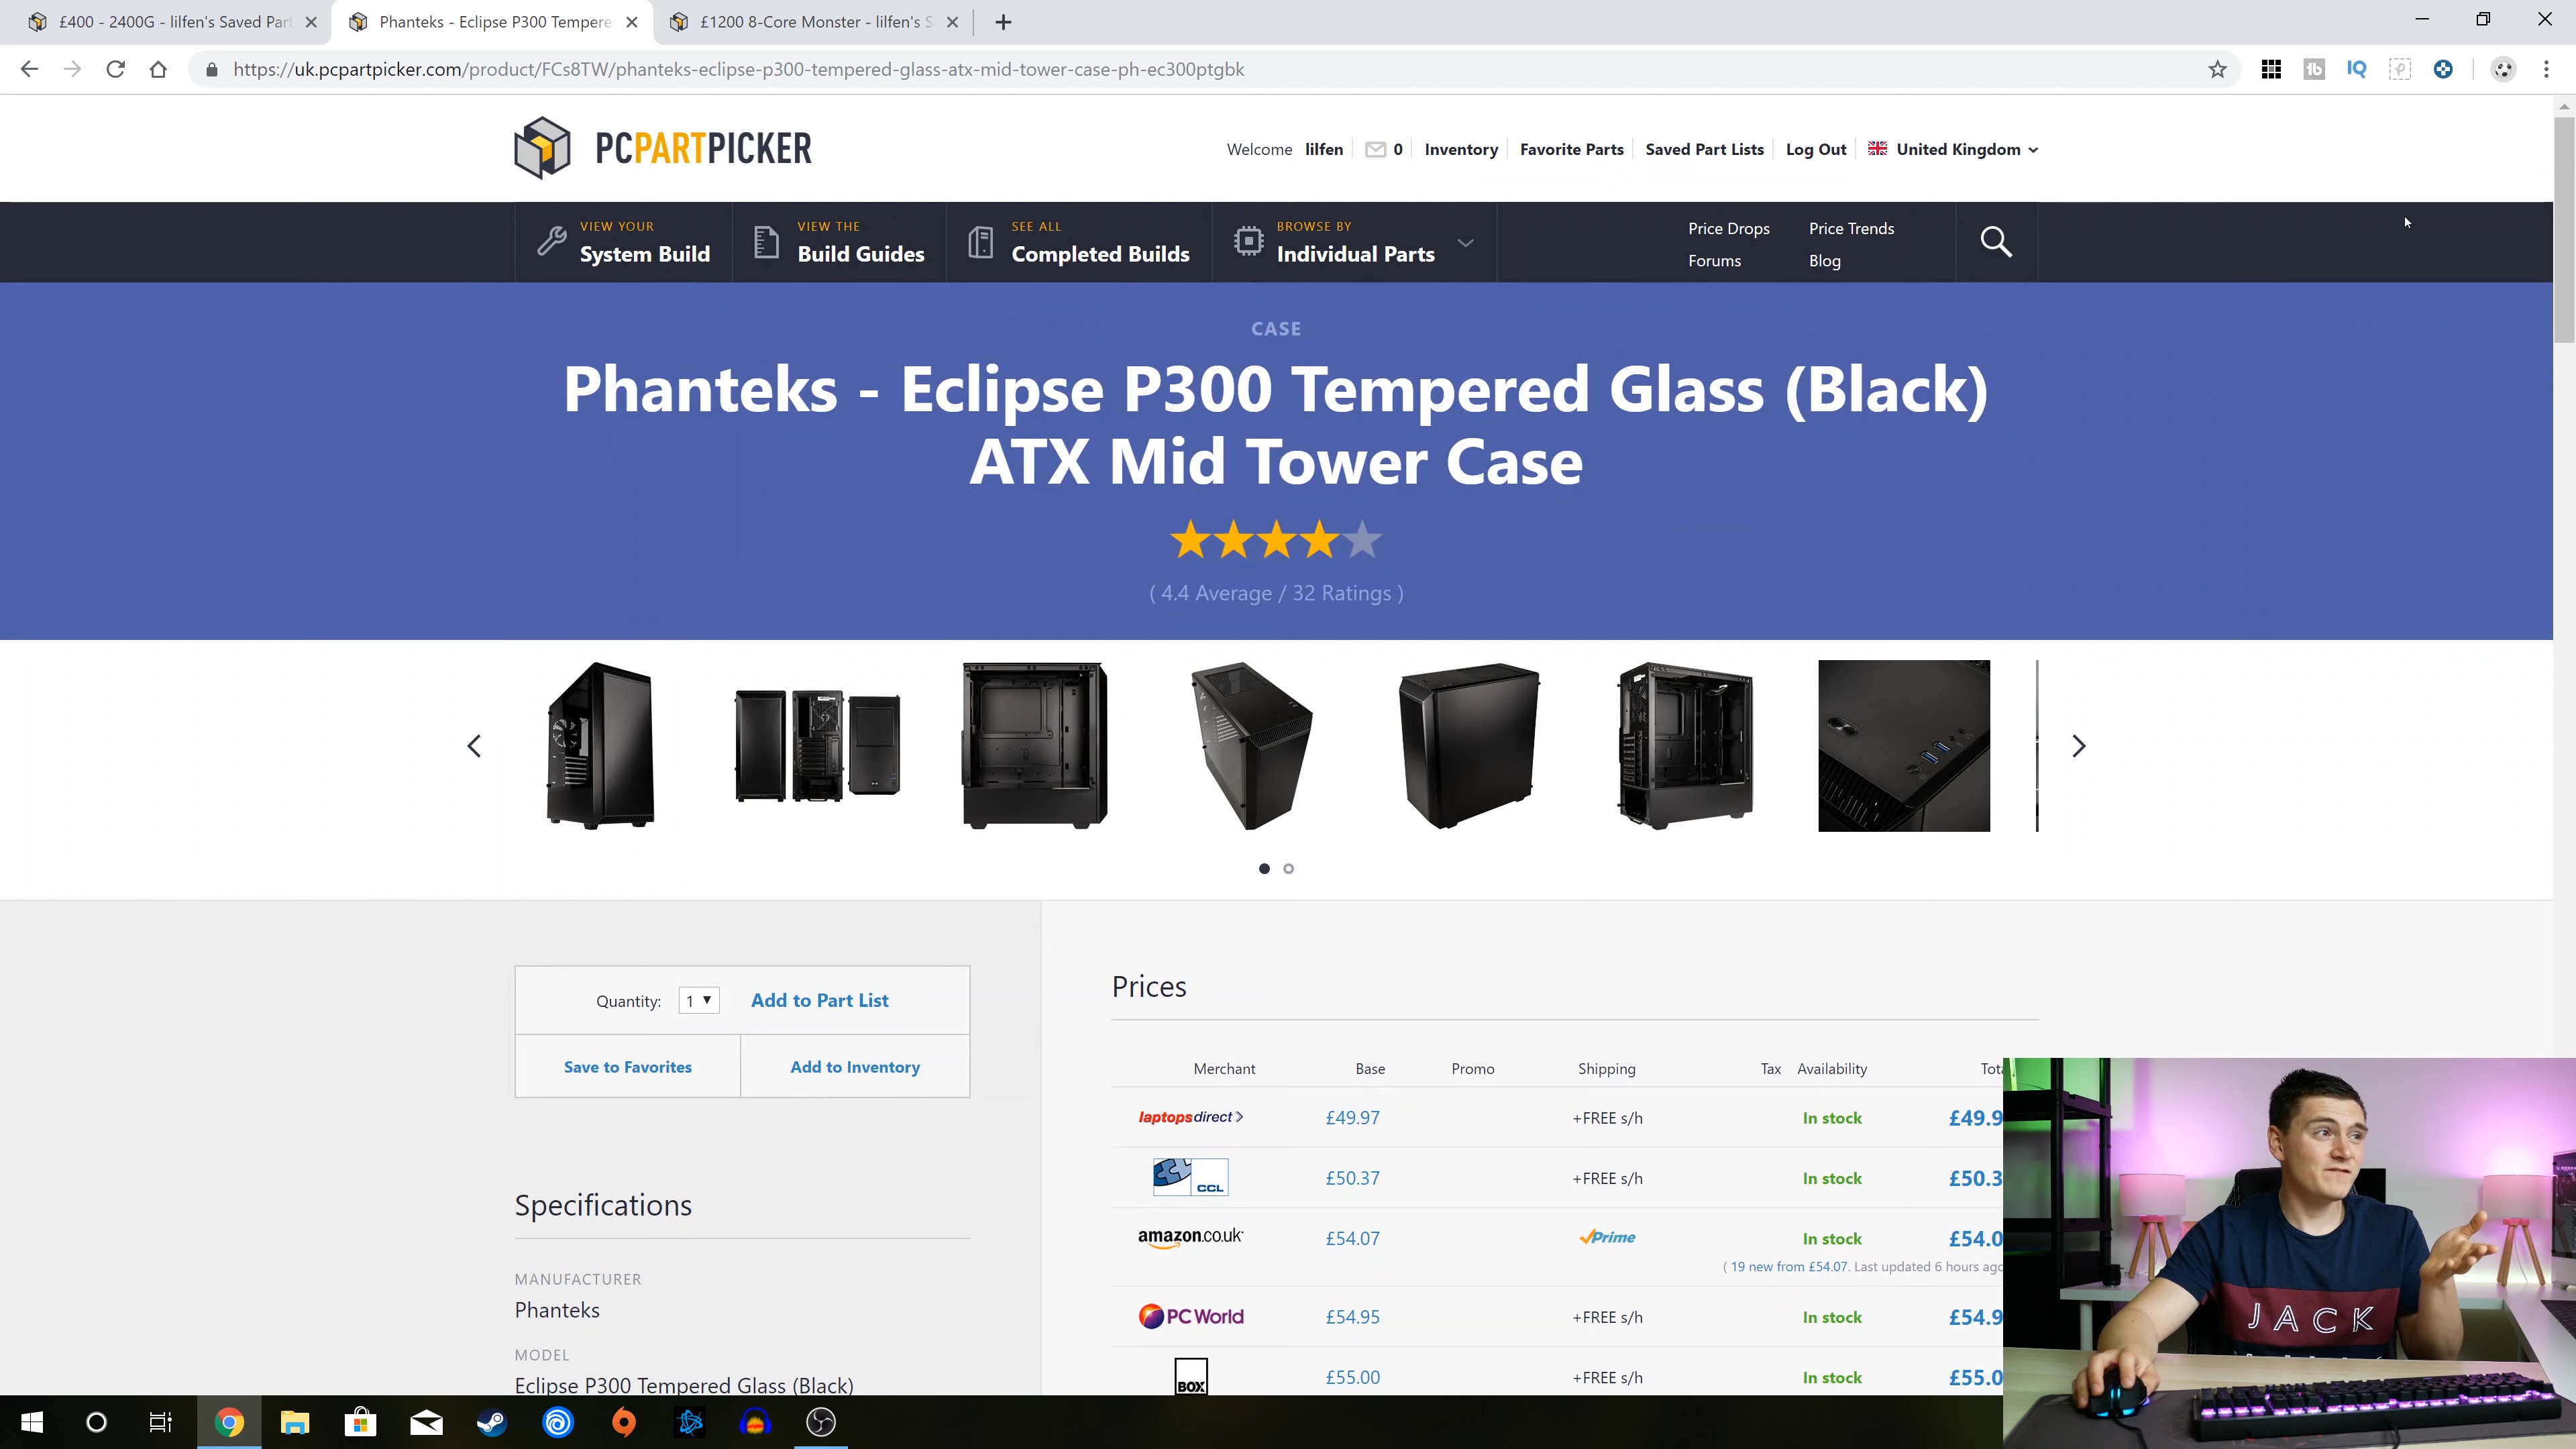 £400 - 2400G - lilfen's Saved Part
Phanteks - Eclipse P300 Tempere
£1200 8-Core Monster - lilfen's S
https://uk.pcpartpicker.com/product/FCs8TW/phanteks-eclipse-p300-tempered-glass-atx-mid-tower-case-ph-ec300ptgbk
tb
IQ
PCPARTPICKER
Welcome lilfen
0
Inventory
Favorite Parts
Saved Part Lists
Log Out
United Kingdom
VIEW YOUR
System Build
VIEW THE
Build Guides
SEE ALL
Completed Builds
BROWSE BY
Individual Parts
Price Drops
Price Trends
Forums
Blog
CASE
Phanteks - Eclipse P300 Tempered Glass (Black)
ATX Mid Tower Case
( 4.4 Average / 32 Ratings )
Quantity: 1 Add to Part List
Save to Favorites
Add to Inventory
Specifications
MANUFACTURER
Phanteks
MODEL
Eclipse P300 Tempered Glass (Black)
Prices
Merchant Base Promo Shipping Tax Availability Tota
laptopsdirect £49.97 +FREE s/h In stock £49.9
CCL £50.37 +FREE s/h In stock £50.3
amazon.co.uk £54.07 Prime In stock £54.0
( 19 new from £54.07. Last updated 6 hours ago
PC World £54.95 +FREE s/h In stock £54.9
BOX £55.00 +FREE s/h In stock £55.0
JACK